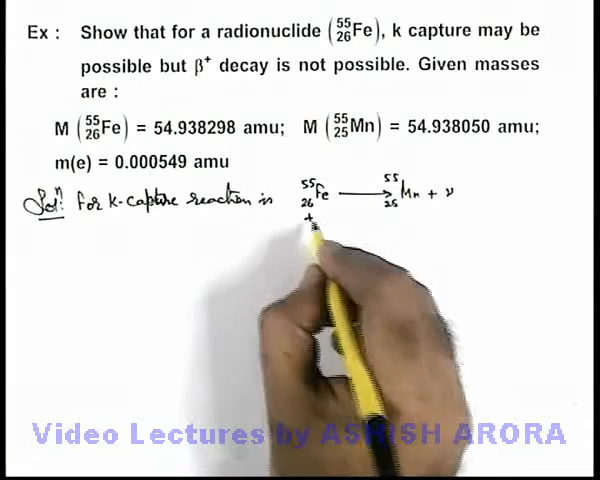 Ex : Show that for a radionuclide (⁵⁵₂₆Fe), k capture may be
possible but β⁺ decay is not possible. Given masses
are :
M (⁵⁵₂₆Fe) = 54.938298 amu; M (⁵⁵₂₅Mn) = 54.938050 amu;
m(e) = 0.000549 amu
Solⁿ: For K-capture reaction is ⁵⁵₂₆Fe ⟶ ⁵⁵₂₅Mn + ν
+
Video Lectures by ASHISH ARORA